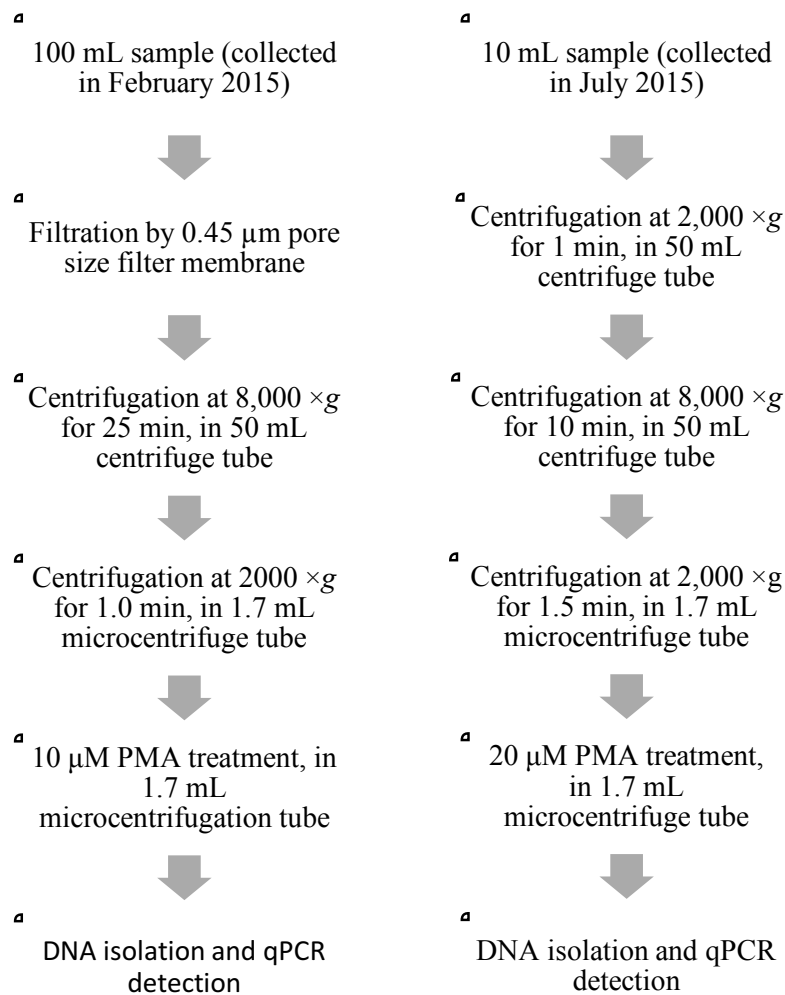 100 mL sample (collected
in February 2015)
Filtration by 0.45 µm pore
size filter membrane
Centrifugation at 8,000 ×g
for 25 min, in 50 mL
centrifuge tube
Centrifugation at 2000 ×g
for 1.0 min, in 1.7 mL
microcentrifuge tube
10 µM PMA treatment, in
1.7 mL
microcentrifugation tube
DNA isolation and qPCR
detection
10 mL sample (collected
in July 2015)
Centrifugation at 2,000 ×g
for 1 min, in 50 mL
centrifuge tube
Centrifugation at 8,000 ×g
for 10 min, in 50 mL
centrifuge tube
Centrifugation at 2,000 ×g
for 1.5 min, in 1.7 mL
microcentrifuge tube
20 µM PMA treatment,
in 1.7 mL
microcentrifuge tube
DNA isolation and qPCR
detection